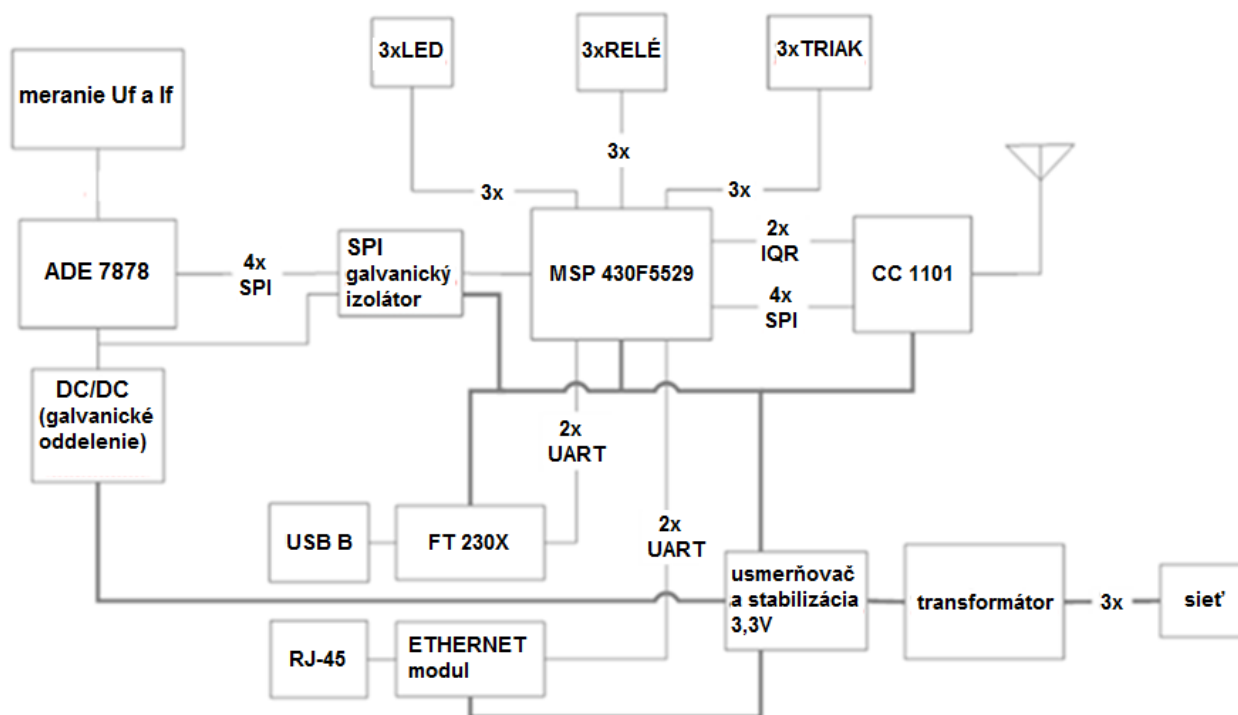 3xLED
3xRELÉ
3xTRIAK
meranie Uf a If
3x
3x
3x
ADE 7878
4x
SPI
SPI
galvanický
izolátor
MSP 430F5529
2x
IQR
4x
SPI
CC 1101
DC/DC
(galvanické
oddelenie)
2x
UART
USB B
FT 230X
2x
UART
usmerňovač
a stabilizácia
3,3V
transformátor
3x
sieť
RJ-45
ETHERNET
modul